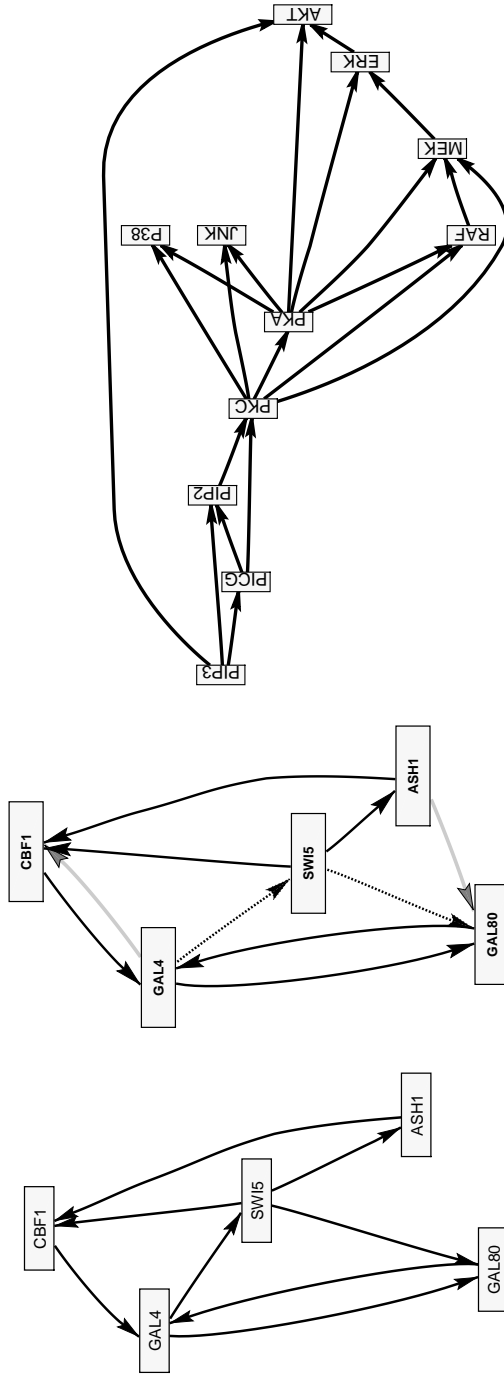 AKT
ERK
MEK
P38
JNK
RAF
PKA
PKC
PIP2
PICG
PIP3
CBF1
GAL4
SWI5
ASH1
GAL80
CBF1
GAL4
SWI5
ASH1
GAL80